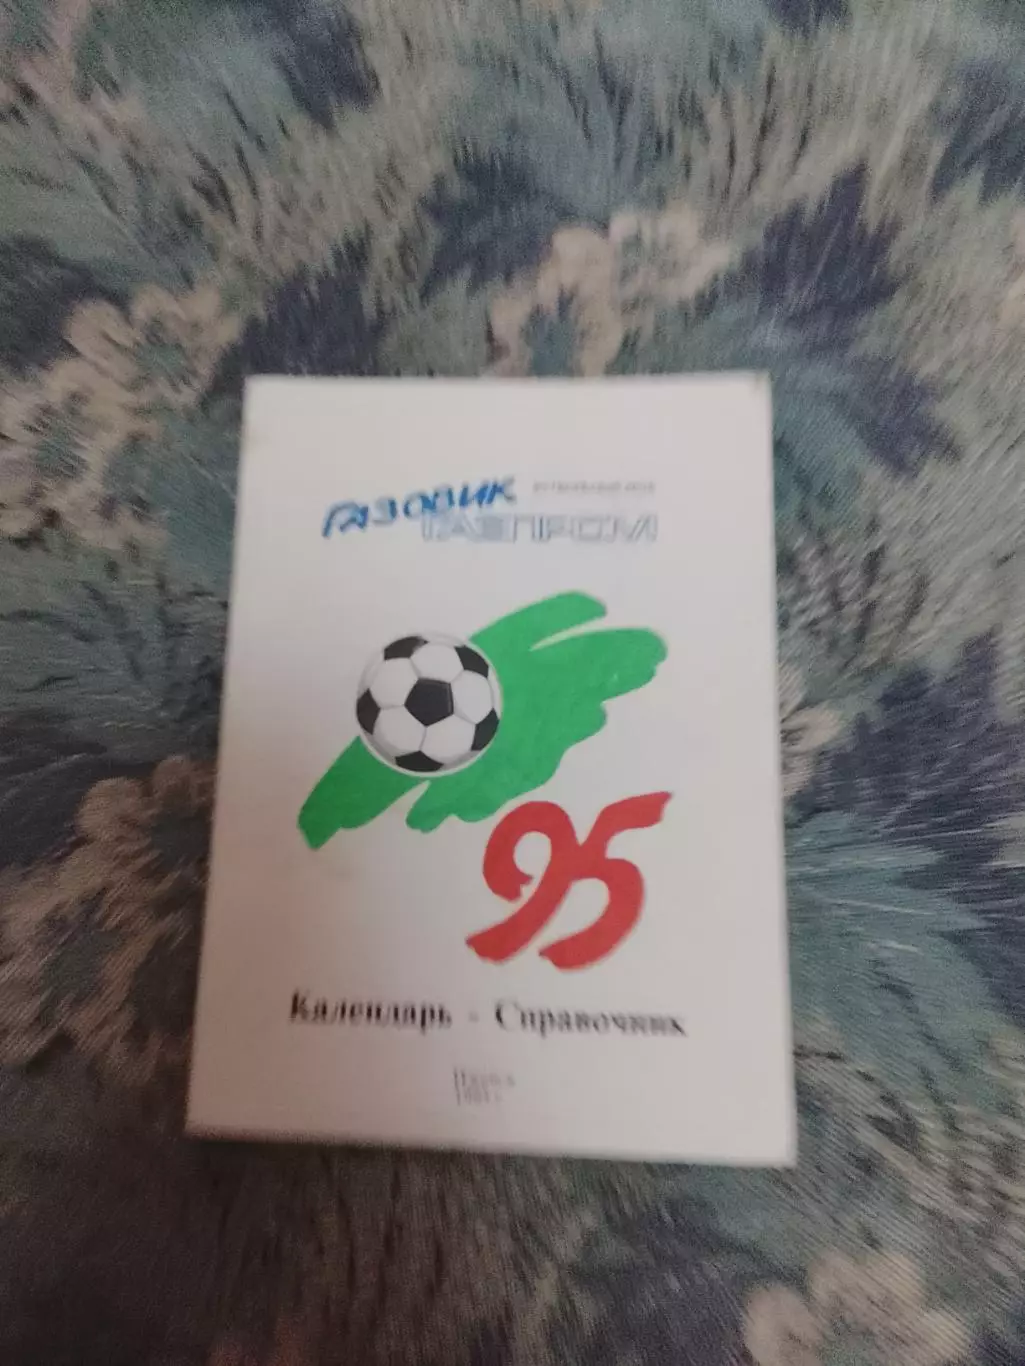 ГАЗОВИК
ГАЗПРОМ
95
Календарь - Справочник